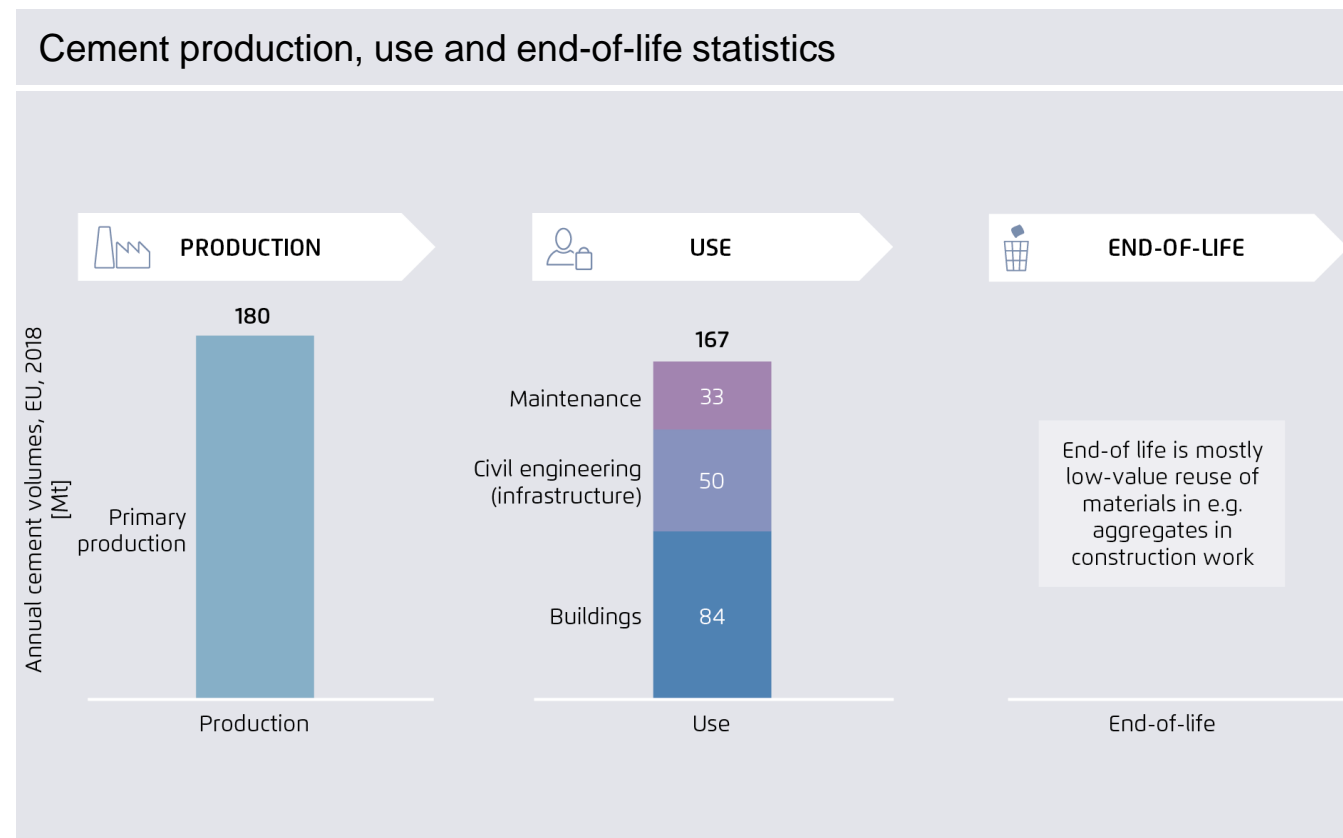 Cement production, use and end-of-life statistics
PRODUCTION
USE
END-OF-LIFE
Annual cement volumes, EU, 2018
[Mt]
180
Primary
production
Production
167
Maintenance
33
Civil engineering
(infrastructure)
50
Buildings
84
Use
End-of life is mostly
low-value reuse of
materials in e.g.
aggregates in
construction work
End-of-life